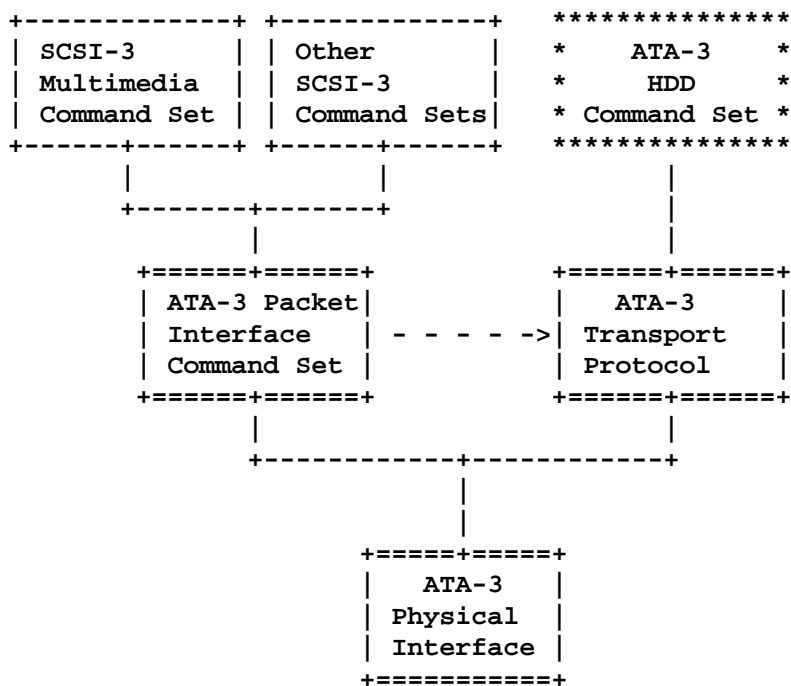 SCSI-3
Multimedia
Command Set
Other
SCSI-3
Command Sets
ATA-3
HDD
Command Set
ATA-3 Packet
Interface
Command Set
ATA-3
Transport
Protocol
ATA-3
Physical
Interface